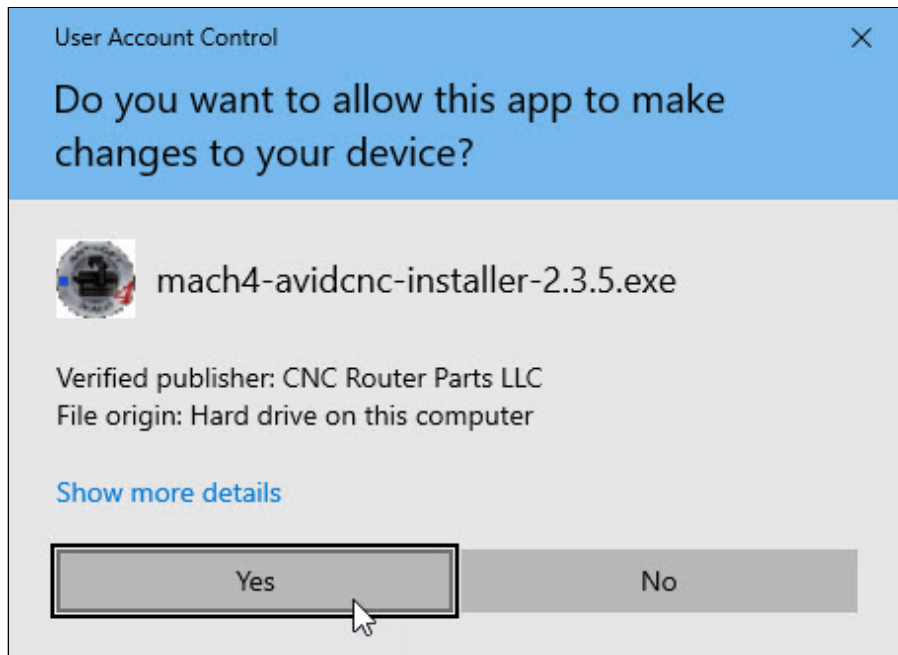 User Account Control
Do you want to allow this app to make
changes to your device?
mach4-avidcnc-installer-2.3.5.exe
Verified publisher: CNC Router Parts LLC
File origin: Hard drive on this computer
Show more details
Yes
No